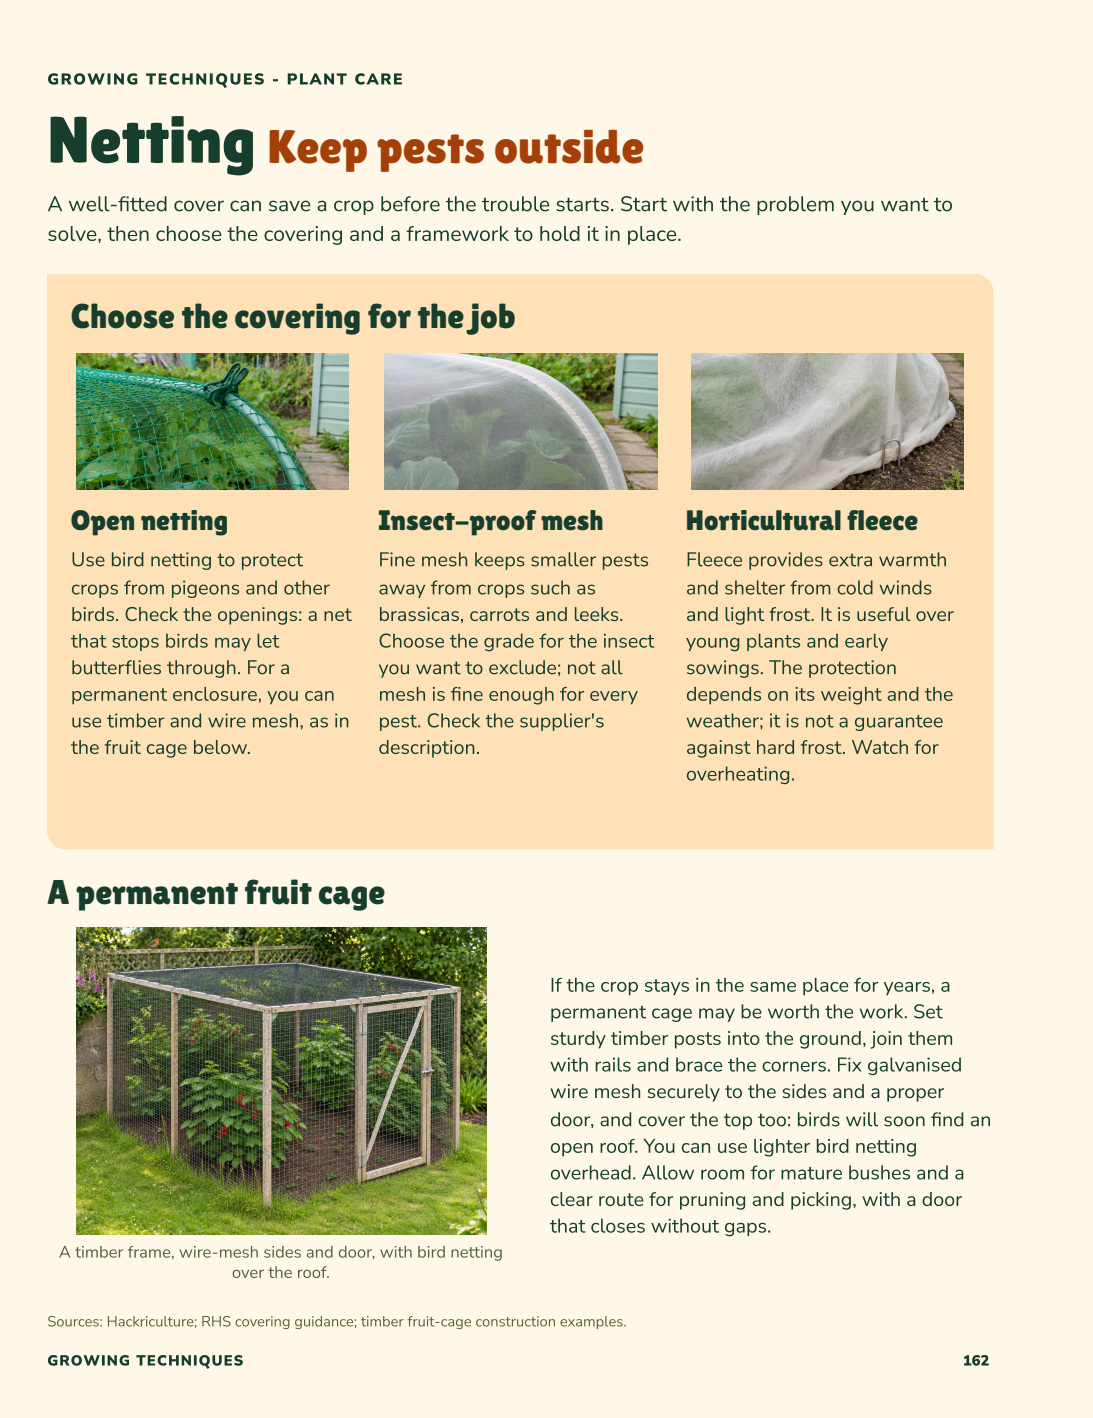 GROWING TECHNIQUES - PLANT CARE
Netting Keep pests outside
A well-fitted cover can save a crop before the trouble starts. Start with the problem you want to
solve, then choose the covering and a framework to hold it in place.
Choose the covering for the job
Open netting
Use bird netting to protect
crops from pigeons and other
birds. Check the openings: a net
that stops birds may let
butterflies through. For a
permanent enclosure, you can
use timber and wire mesh, as in
the fruit cage below.
Insect-proof mesh
Fine mesh keeps smaller pests
away from crops such as
brassicas, carrots and leeks.
Choose the grade for the insect
you want to exclude; not all
mesh is fine enough for every
pest. Check the supplier's
description.
Horticultural fleece
Fleece provides extra warmth
and shelter from cold winds
and light frost. It is useful over
young plants and early
sowings. The protection
depends on its weight and the
weather; it is not a guarantee
against hard frost. Watch for
overheating.
A permanent fruit cage
If the crop stays in the same place for years, a
permanent cage may be worth the work. Set
sturdy timber posts into the ground, join them
with rails and brace the corners. Fix galvanised
wire mesh securely to the sides and a proper
door, and cover the top too: birds will soon find an
open roof. You can use lighter bird netting
overhead. Allow room for mature bushes and a
clear route for pruning and picking, with a door
that closes without gaps.
A timber frame, wire-mesh sides and door, with bird netting
over the roof.
Sources: Hackriculture; RHS covering guidance; timber fruit-cage construction examples.
GROWING TECHNIQUES
162